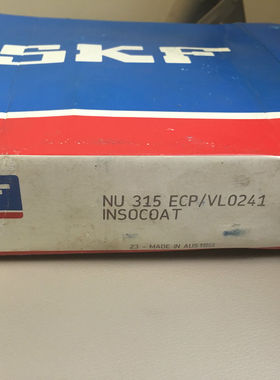 SKF
NU 315 ECP/VL0241
INSOCOAT
23 - MADE IN AUSTRIA